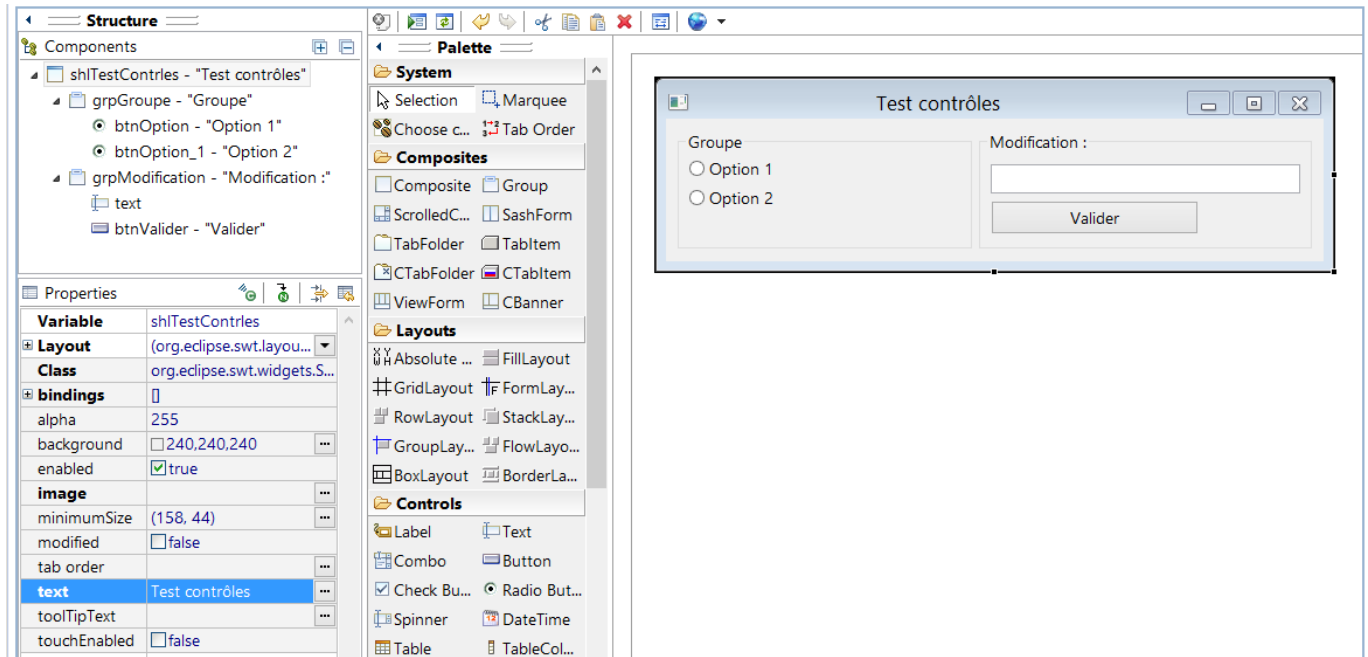 Structure
Components
shlTestContrles - "Test contrôles"
grpGroupe - "Groupe"
btnOption - "Option 1"
btnOption_1 - "Option 2"
grpModification - "Modification :"
text
btnValider - "Valider"
Properties
Variable shlTestContrles
Layout (org.eclipse.swt.layou...
Class org.eclipse.swt.widgets.S...
bindings []
alpha 255
background 240,240,240
enabled true
image
minimumSize (158, 44)
modified false
tab order
text Test contrôles
toolTipText
touchEnabled false
Palette
System
Selection Marquee
Choose c... Tab Order
Composites
Composite Group
ScrolledC... SashForm
TabFolder TabItem
CTabFolder CTabItem
ViewForm CBanner
Layouts
Absolute ... FillLayout
GridLayout FormLay...
RowLayout StackLay...
GroupLay... FlowLayo...
BoxLayout BorderLa...
Controls
Label Text
Combo Button
Check Bu... Radio But...
Spinner DateTime
Table TableCol...
Test contrôles
Groupe
Option 1
Option 2
Modification :
Valider